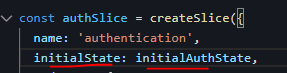 const authSlice = createSlice({
name: 'authentication',
initialState: initialAuthState,